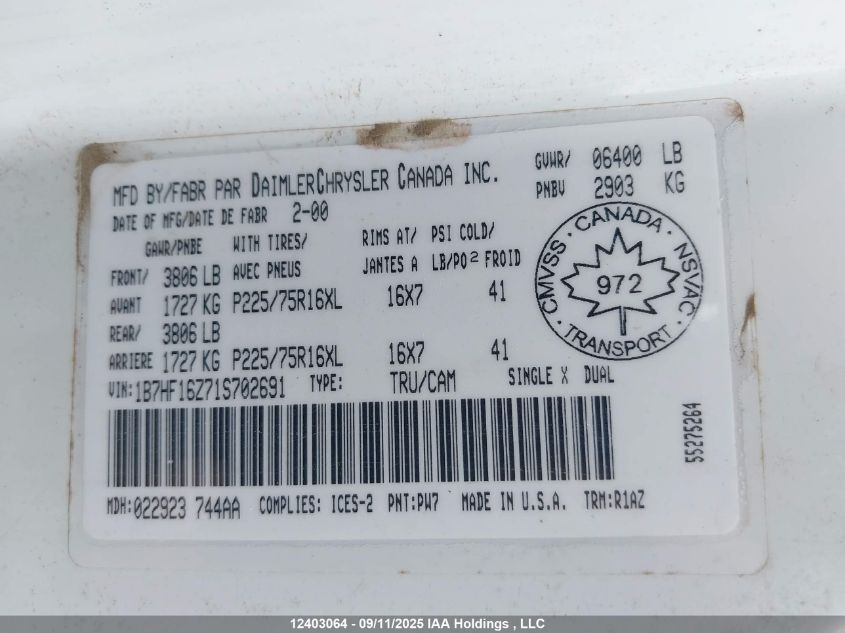 MFD BY/FABR PAR DAIMLERCHRYSLER CANADA INC.
GVWR/ 06400 LB
PNBV 2903 KG
DATE OF MFG/DATE DE FABR 2-00
GAWR/PNBE WITH TIRES/ RIMS AT/ PSI COLD/
AVEC PNEUS JANTES A LB/PO² FROID
FRONT/ 3806 LB
AVANT 1727 KG P225/75R16XL 16X7 41
REAR/ 3806 LB
ARRIERE 1727 KG P225/75R16XL 16X7 41
CMVSS · CANADA · NSVAC · TRANSPORT ·
972
VIN:1B7HF16Z71S702691 TYPE: TRU/CAM SINGLE X DUAL
55275264
MDH:022923 744AA COMPLIES: ICES-2 PNT:PW7 MADE IN U.S.A. TRM:R1AZ
12403064 - 09/11/2025 IAA Holdings , LLC